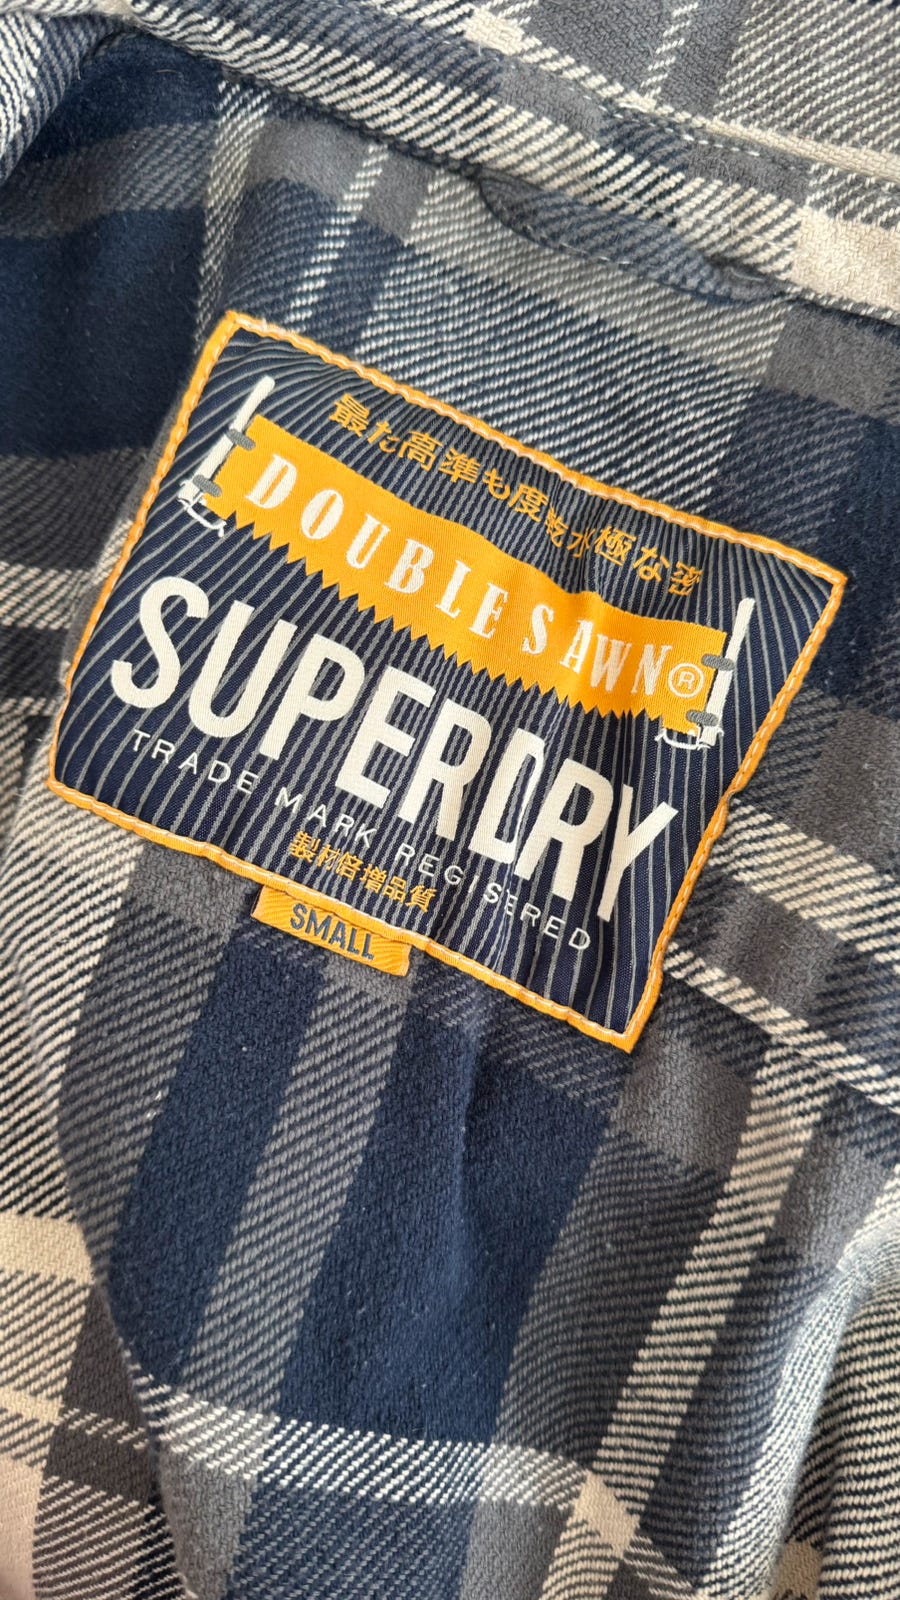 最た高準も度乾水極な密
DOUBLE SAWN®
SUPERDRY
TRADE MARK REGISTERED
製材倍増品質
SMALL